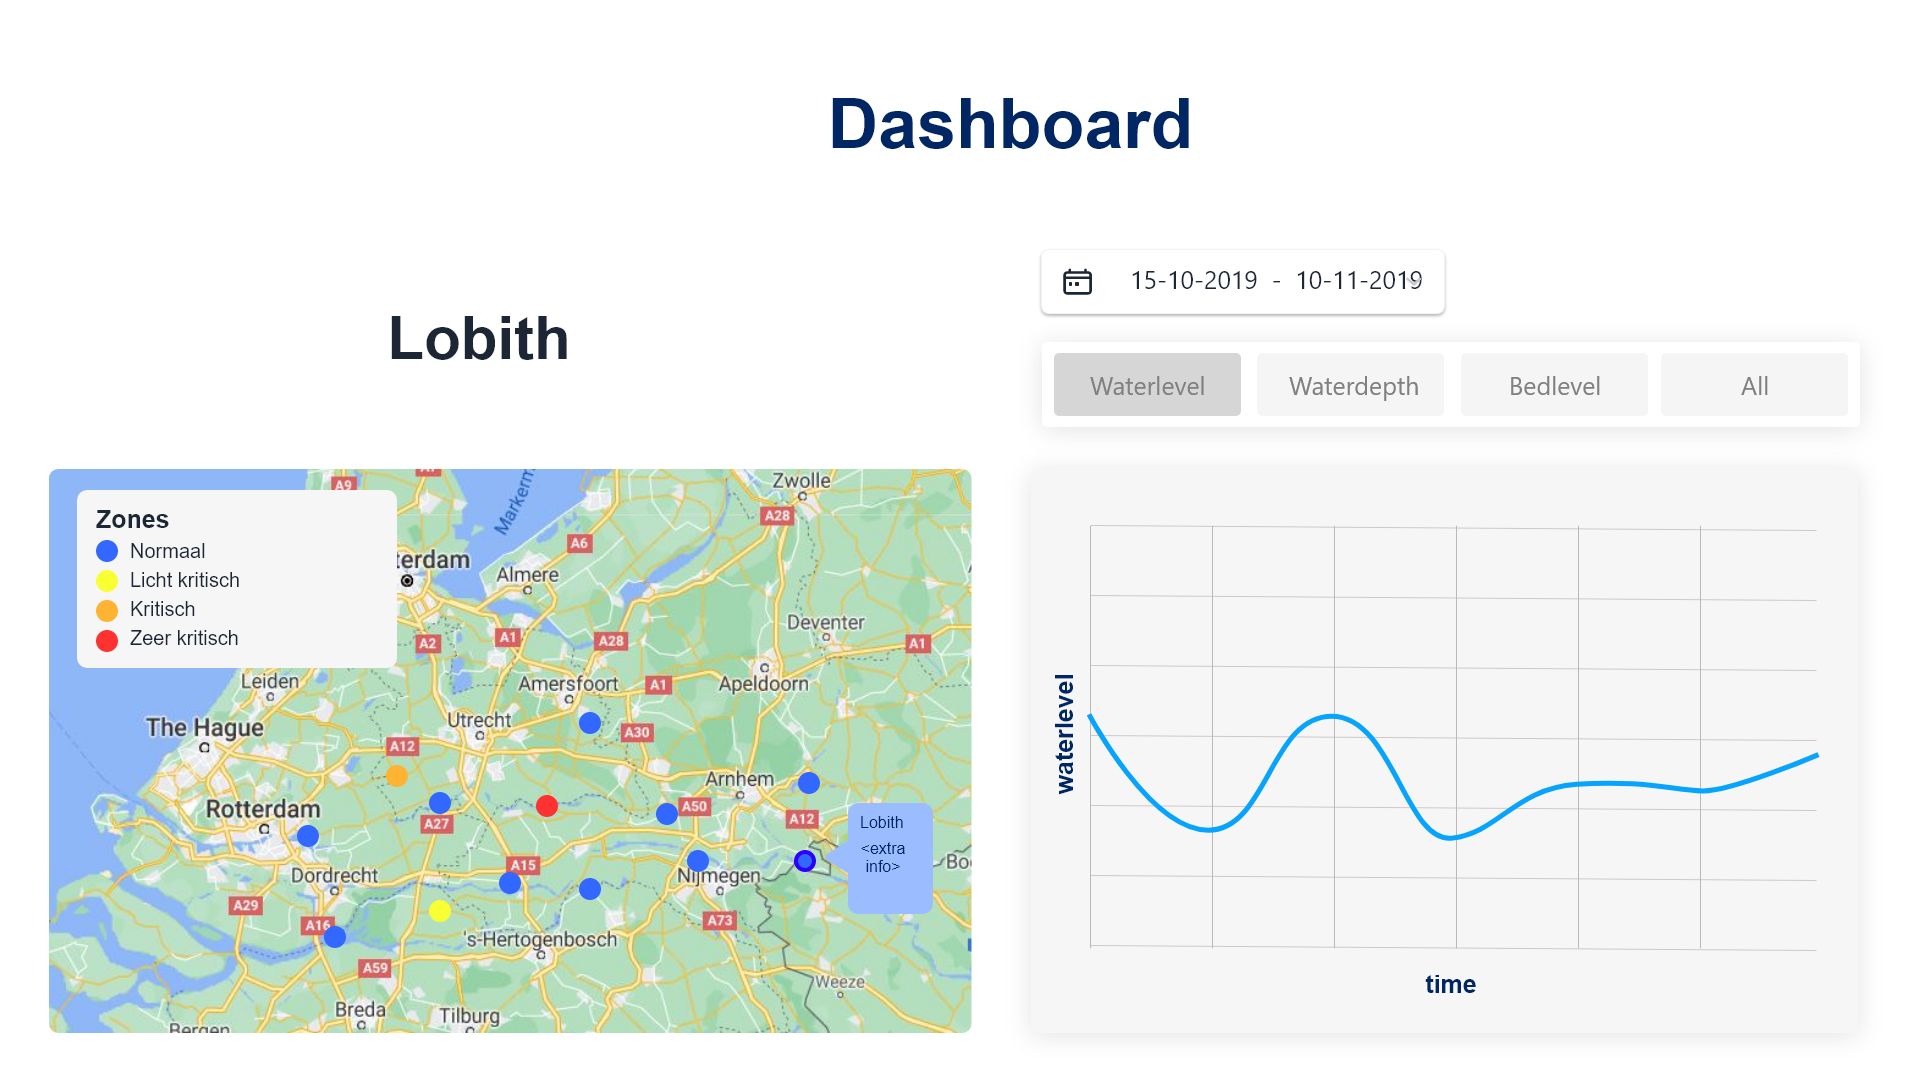 Dashboard
15-10-2019 - 10-11-2019
Lobith
Waterlevel
Waterdepth
Bedlevel
All
Zones
Normaal
Licht kritisch
Kritisch
Zeer kritisch
A9
Markerm
Zwolle
A28
A6
terdam
Almere
Deventer
A2
A1
A28
A1
Leiden
Amersfoort
A1
Apeldoorn
The Hague
Utrecht
A30
A12
Arnhem
Rotterdam
A27
A50
A12
Lobith
<extra
info>
A15
Dordrecht
Nijmegen
Bo
A29
A16
A73
's-Hertogenbosch
A59
Weeze
Breda
Tilburg
Bergen
waterlevel
time